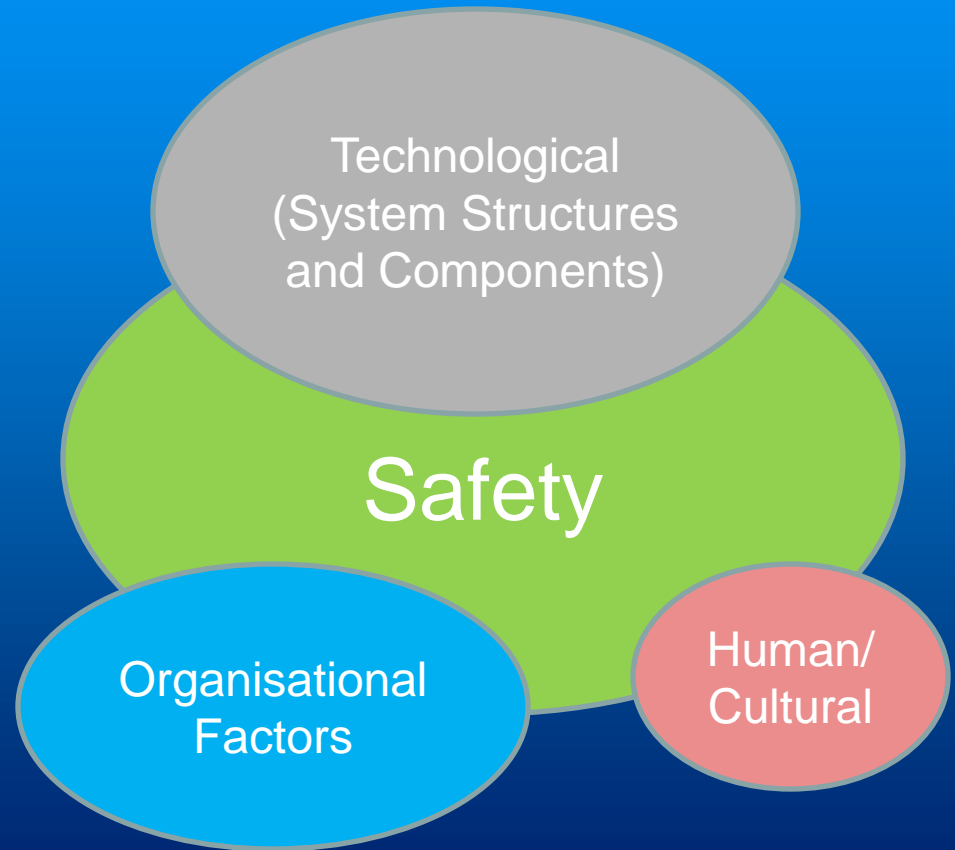 Technological
(System Structures
and Components)
Safety
Organisational
Factors
Human/
Cultural